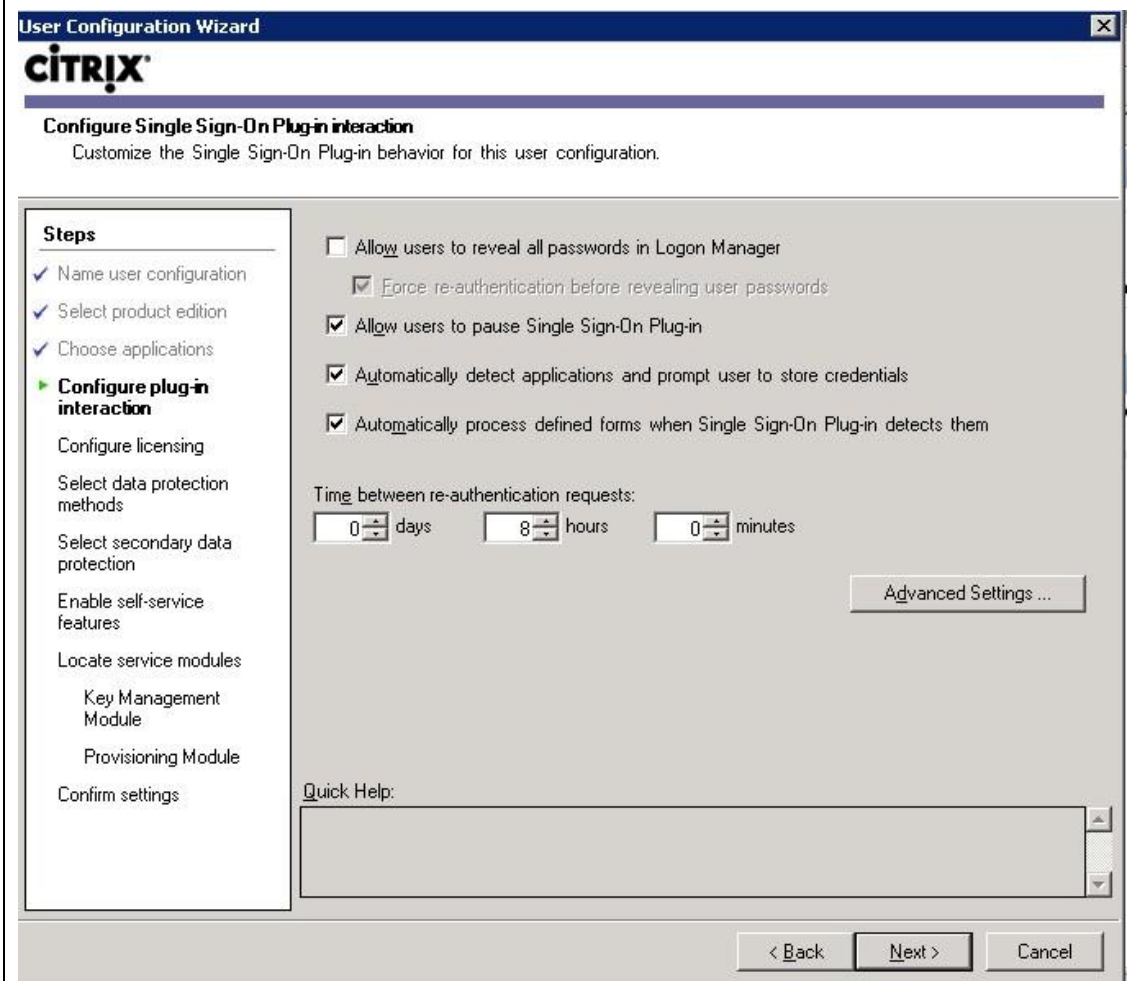 User Configuration Wizard
CİTRIX®
Configure Single Sign-On Plug-in interaction
Customize the Single Sign-On Plug-in behavior for this user configuration.
Steps
Name user configuration
Select product edition
Choose applications
Configure plug-in
interaction
Configure licensing
Select data protection
methods
Select secondary data
protection
Enable self-service
features
Locate service modules
Key Management
Module
Provisioning Module
Confirm settings
Allow users to reveal all passwords in Logon Manager
Force re-authentication before revealing user passwords
Allow users to pause Single Sign-On Plug-in
Automatically detect applications and prompt user to store credentials
Automatically process defined forms when Single Sign-On Plug-in detects them
Time between re-authentication requests:
0 days 8 hours 0 minutes
Advanced Settings ...
Quick Help:
< Back Next > Cancel